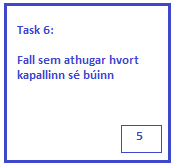 Task 6:
Fall sem athugar hvort
kapallinn sé búinn
5